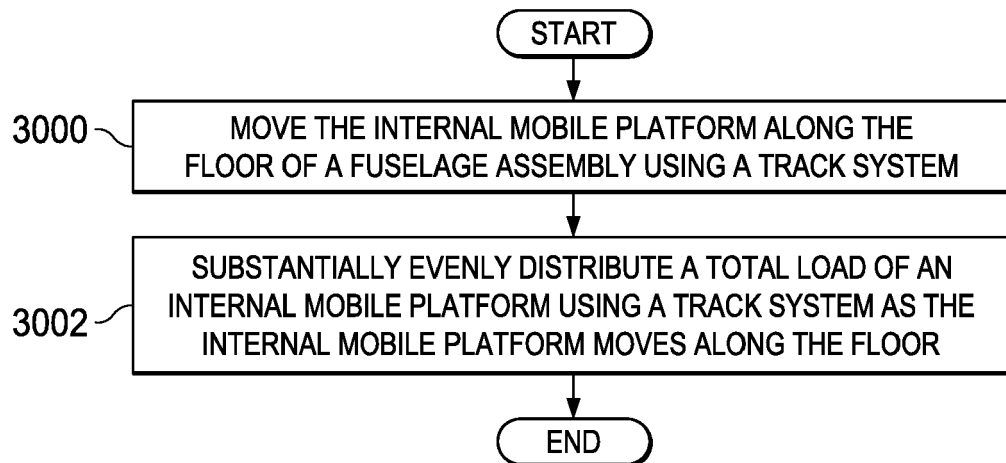 START
3000
MOVE THE INTERNAL MOBILE PLATFORM ALONG THE
FLOOR OF A FUSELAGE ASSEMBLY USING A TRACK SYSTEM
3002
SUBSTANTIALLY EVENLY DISTRIBUTE A TOTAL LOAD OF AN
INTERNAL MOBILE PLATFORM USING A TRACK SYSTEM AS THE
INTERNAL MOBILE PLATFORM MOVES ALONG THE FLOOR
END